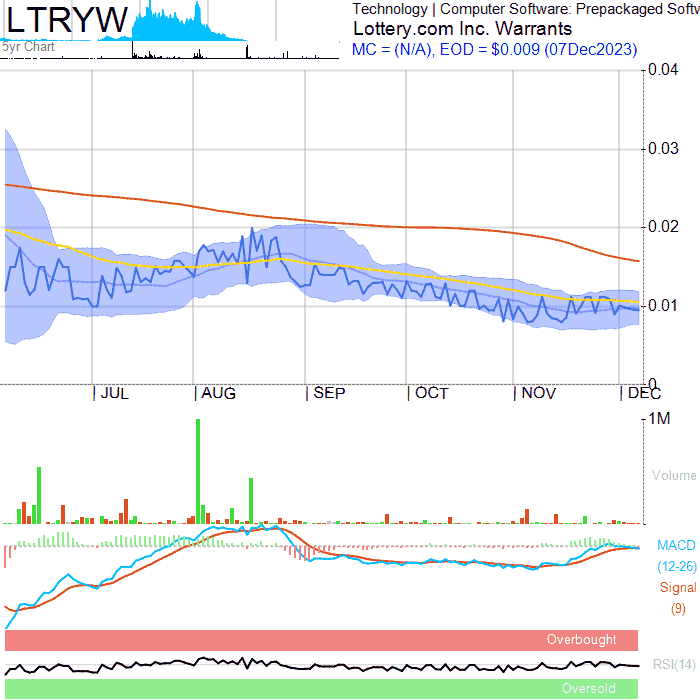 LTRYW
Technology | Computer Software: Prepackaged Softw
Lottery.com Inc. Warrants
5yr Chart
MC = (N/A), EOD = $0.009 (07Dec2023)
0.04
0.03
0.02
0.01
0
JUL AUG SEP OCT NOV DEC
1M
Volume
MACD
(12-26)
Signal
(9)
Overbought
RSI(14)
Oversold